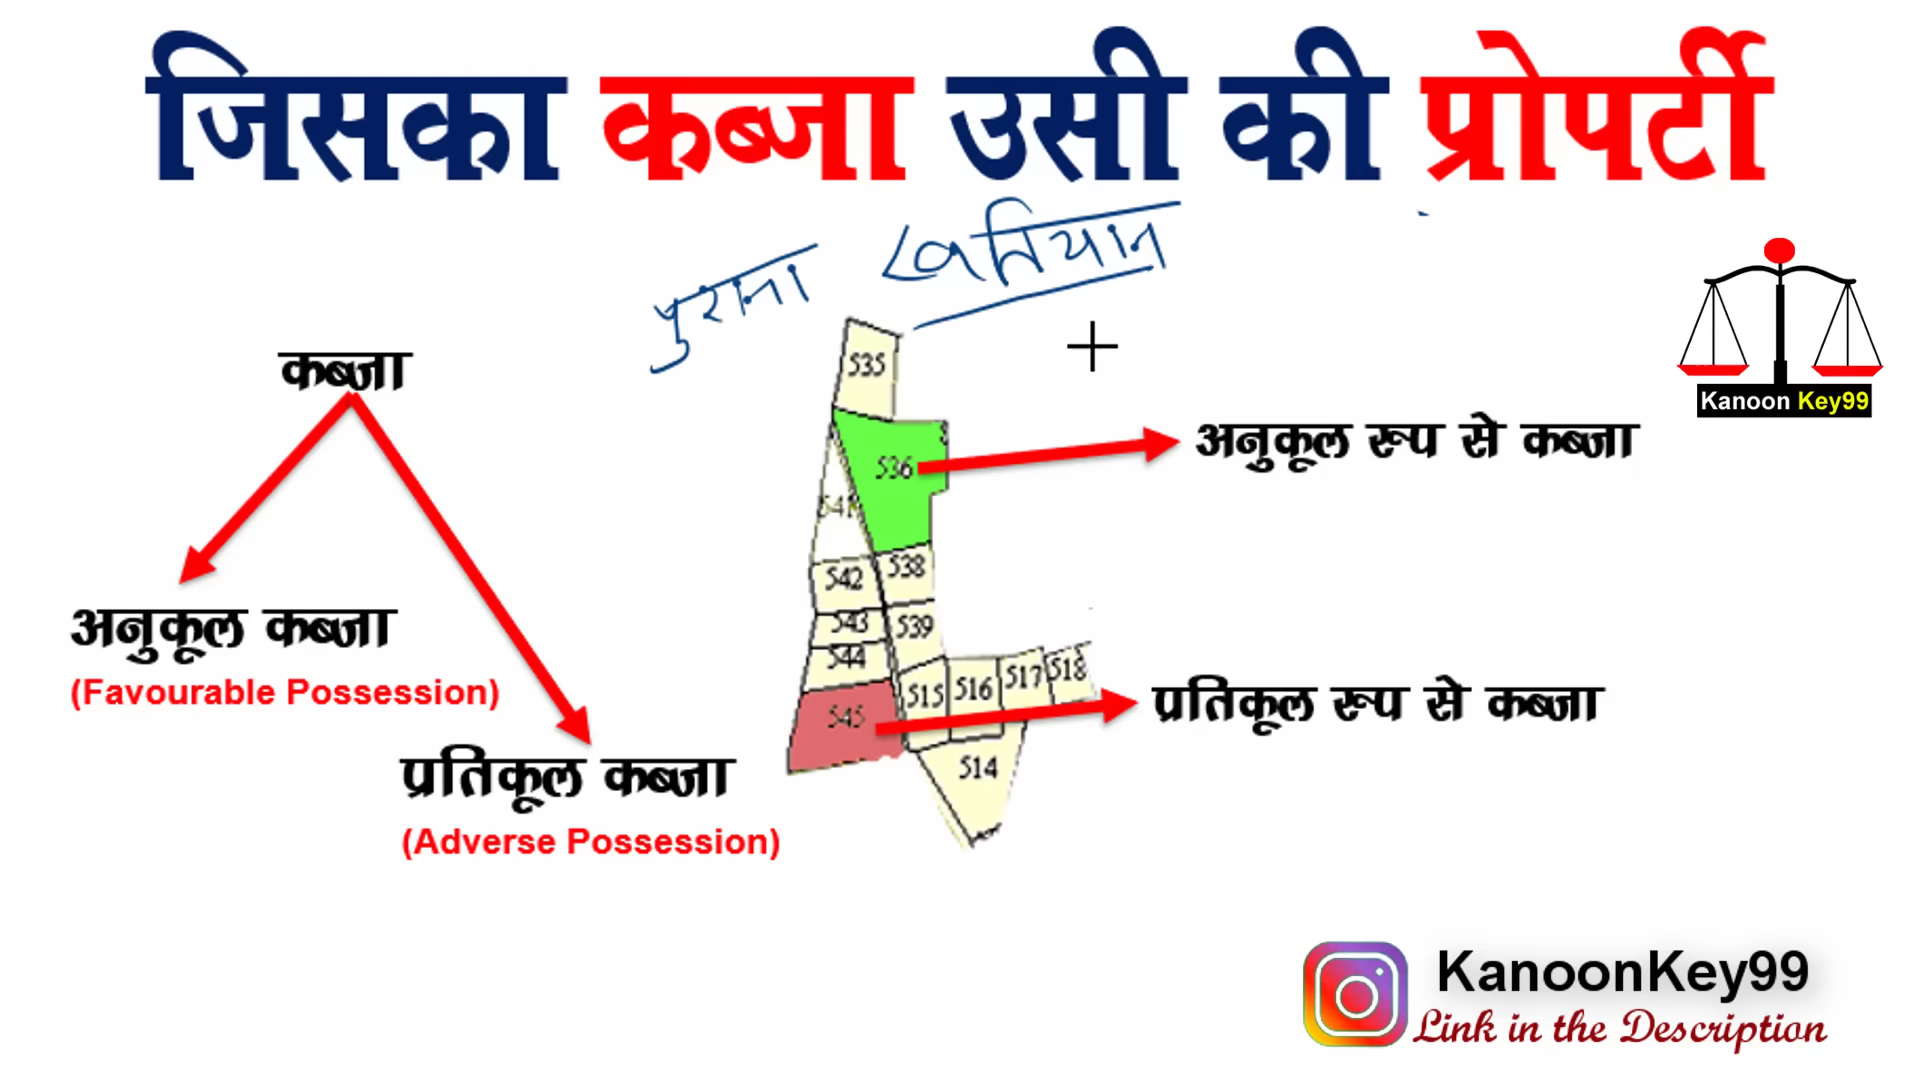 जिसका कब्जा उसी की प्रोपर्टी
पुराना खतियान
Kanoon Key99
कब्जा
535
अनुकूल रूप से कब्जा
536
541
542
538
543
539
544
अनुकूल कब्जा
(Favourable Possession)
515
516
517
518
545
प्रतिकूल रूप से कब्जा
514
प्रतिकूल कब्जा
(Adverse Possession)
KanoonKey99
Link in the Description